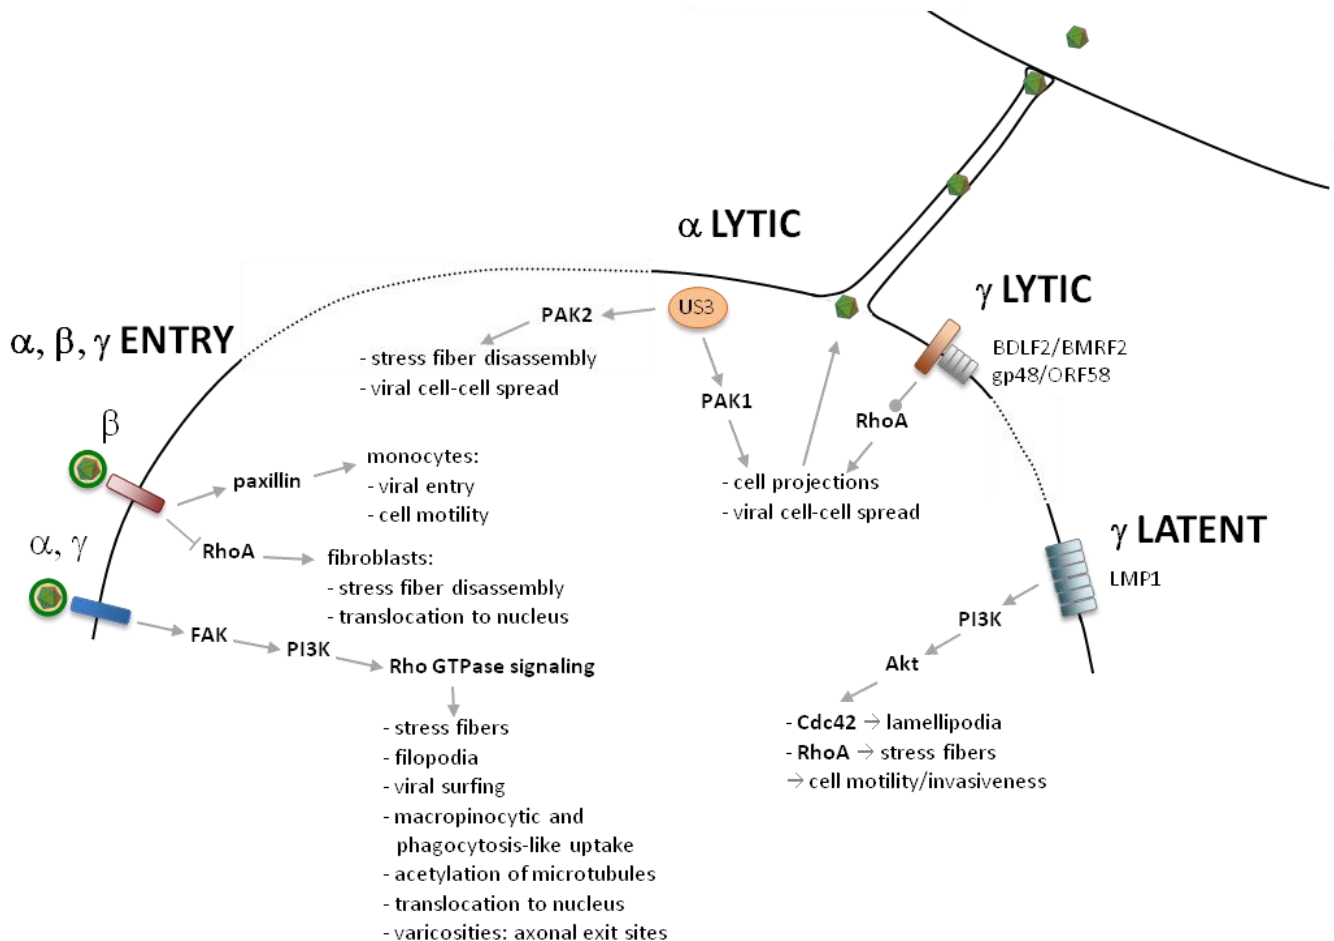 α LYTIC
γ LYTIC
BDLF2/BMRF2
gp48/ORF58
US3
PAK2
- stress fiber disassembly
- viral cell-cell spread
PAK1
RhoA
- cell projections
- viral cell-cell spread
α, β, γ ENTRY
β
paxillin
monocytes:
- viral entry
- cell motility
α, γ
RhoA
fibroblasts:
- stress fiber disassembly
- translocation to nucleus
FAK
PI3K
Rho GTPase signaling
- stress fibers
- filopodia
- viral surfing
- macropinocytic and
phagocytosis-like uptake
- acetylation of microtubules
- translocation to nucleus
- varicosities: axonal exit sites
γ LATENT
LMP1
PI3K
Akt
- Cdc42 → lamellipodia
- RhoA → stress fibers
→ cell motility/invasiveness